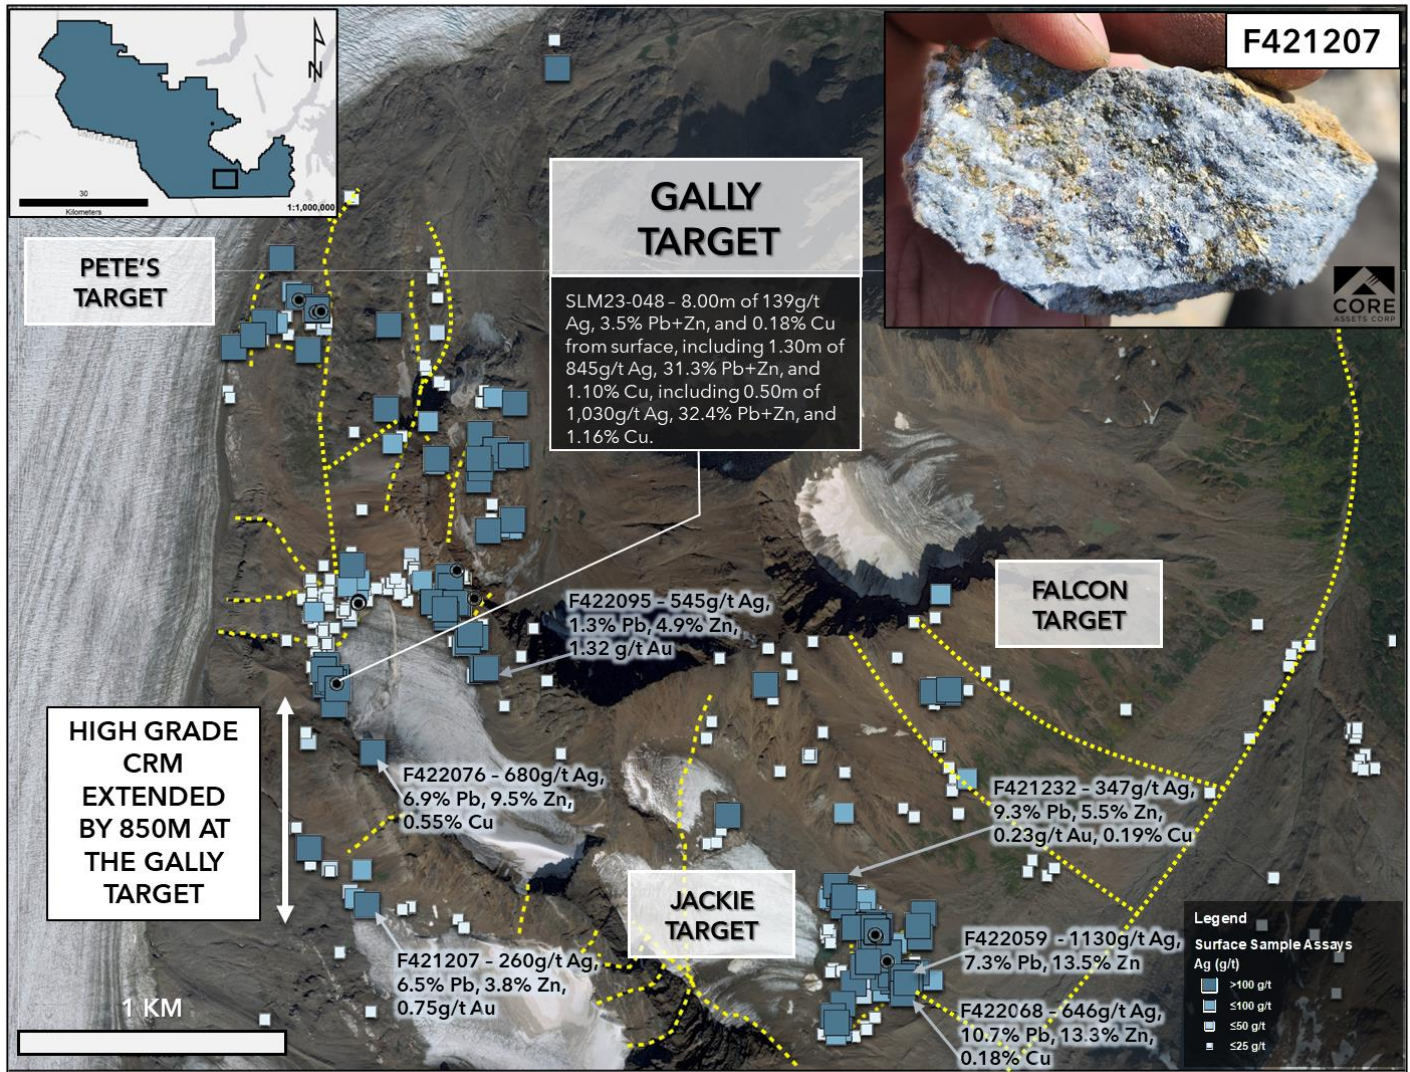 N
30
Kilometers
1:1,000,000
UNITED STATES
F421207
CORE
ASSETS CORP
PETE'S
TARGET
GALLY
TARGET
SLM23-048 – 8.00m of 139g/t
Ag, 3.5% Pb+Zn, and 0.18% Cu
from surface, including 1.30m of
845g/t Ag, 31.3% Pb+Zn, and
1.10% Cu, including 0.50m of
1,030g/t Ag, 32.4% Pb+Zn, and
1.16% Cu.
FALCON
TARGET
F422095 – 545g/t Ag,
1.3% Pb, 4.9% Zn,
1.32 g/t Au
HIGH GRADE
CRM
EXTENDED
BY 850M AT
THE GALLY
TARGET
F422076 – 680g/t Ag,
6.9% Pb, 9.5% Zn,
0.55% Cu
F421232 – 347g/t Ag,
9.3% Pb, 5.5% Zn,
0.23g/t Au, 0.19% Cu
JACKIE
TARGET
F421207 – 260g/t Ag,
6.5% Pb, 3.8% Zn,
0.75g/t Au
F422059 – 1130g/t Ag,
7.3% Pb, 13.5% Zn
F422068 – 646g/t Ag,
10.7% Pb, 13.3% Zn,
0.18% Cu
1 KM
Legend
Surface Sample Assays
Ag (g/t)
>100 g/t
≤100 g/t
≤50 g/t
≤25 g/t